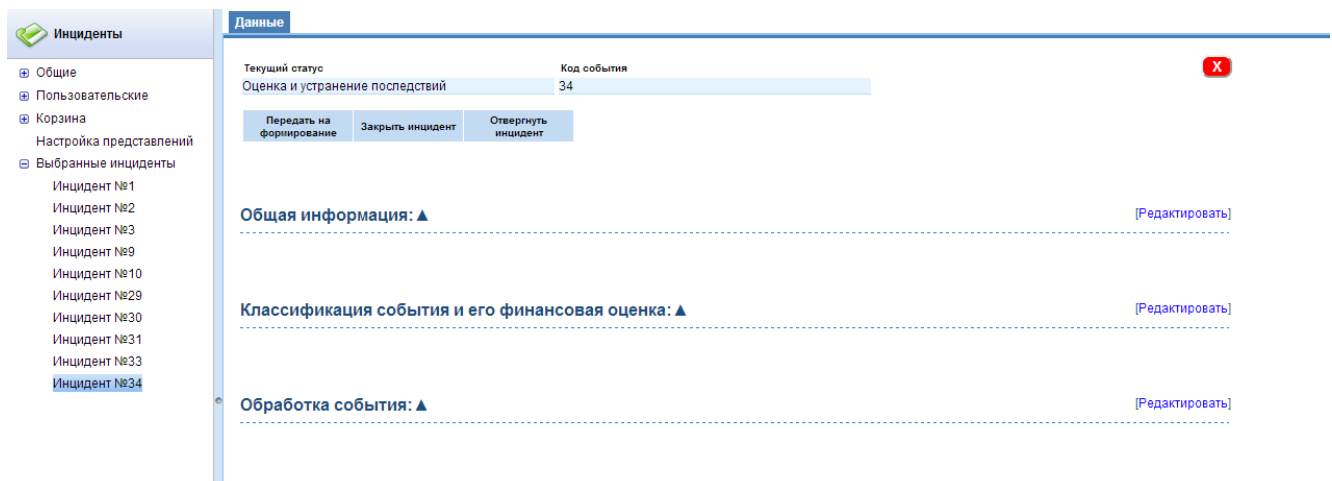 Инциденты
Общие
Пользовательские
Корзина
Настройка представлений
Выбранные инциденты
Инцидент №1
Инцидент №2
Инцидент №3
Инцидент №9
Инцидент №10
Инцидент №29
Инцидент №30
Инцидент №31
Инцидент №33
Инцидент №34
Данные
X
Текущий статус Код события
Оценка и устранение последствий 34
Передать на формирование Закрыть инцидент Отвергнуть инцидент
Общая информация:▲ [Редактировать]
Классификация события и его финансовая оценка:▲ [Редактировать]
Обработка события:▲ [Редактировать]